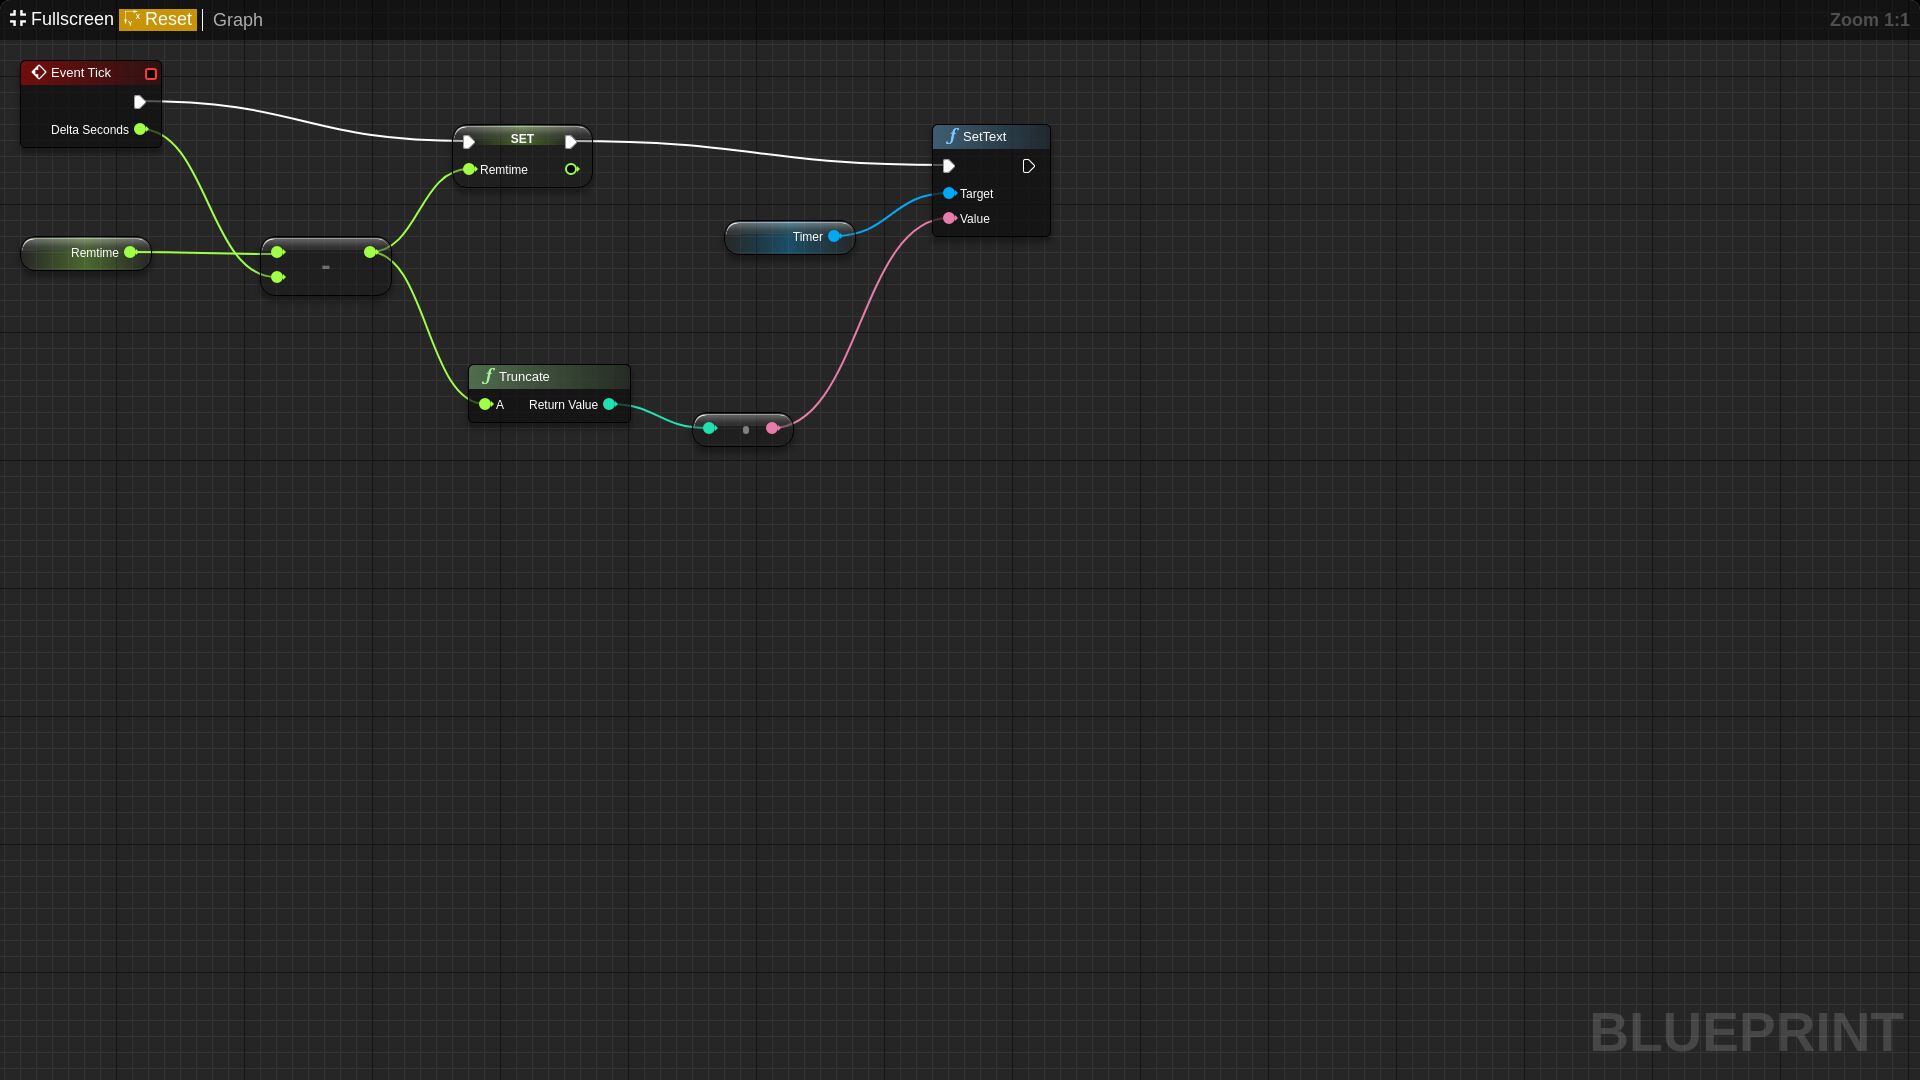 Fullscreen Reset Graph Zoom 1:1
Event Tick
Delta Seconds
SET
Remtime
SetText
Target
Value
Timer
Remtime
-
Truncate
A Return Value
BLUEPRINT